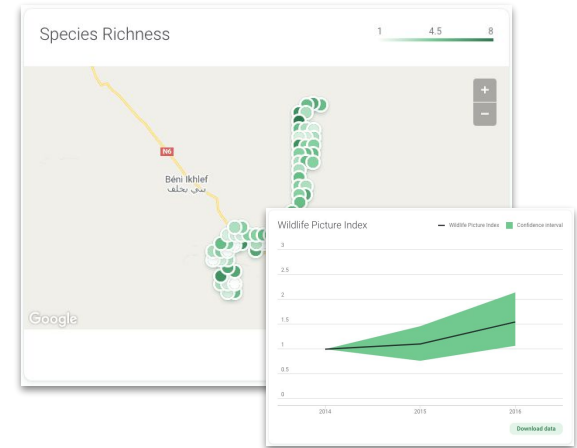 Species Richness
1 4.5 8
+
−
N6
Béni Ikhlef
بني يخلف
Google
Wildlife Picture Index
Wildlife Picture Index Confidence Interval
3
2.5
2
1.5
1
0.5
0
2014 2015 2016
Download data